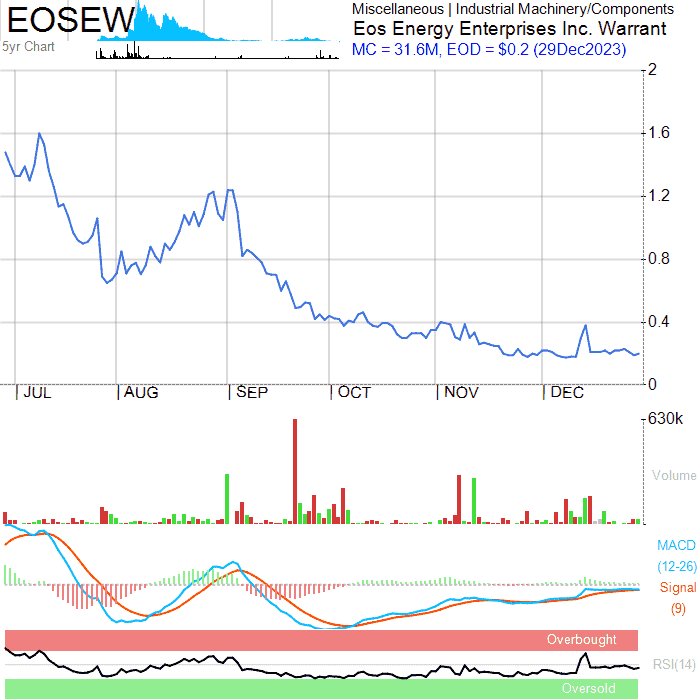 EOSEW
Miscellaneous | Industrial Machinery/Components
Eos Energy Enterprises Inc. Warrant
5yr Chart
MC = 31.6M, EOD = $0.2 (29Dec2023)
2
1.6
1.2
0.8
0.4
0
| JUL | AUG | SEP | OCT | NOV | DEC
630k
Volume
MACD
(12-26)
Signal
(9)
Overbought
RSI(14)
Oversold